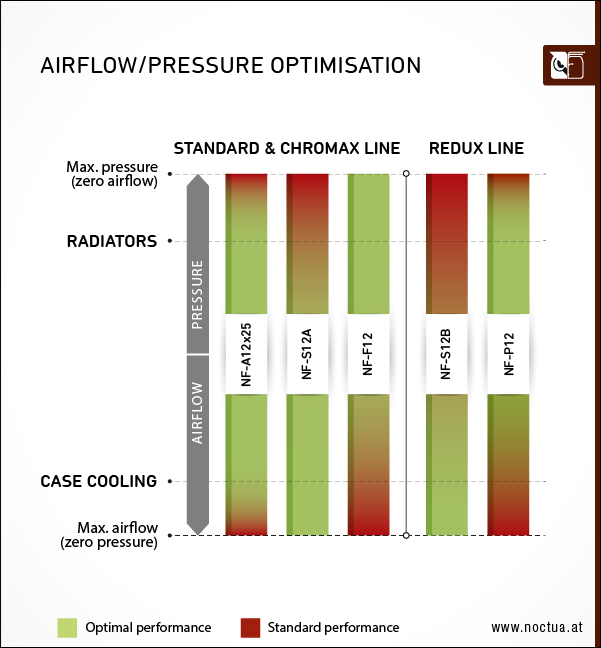 AIRFLOW/PRESSURE OPTIMISATION
STANDARD & CHROMAX LINE
REDUX LINE
Max. pressure
(zero airflow)
RADIATORS
PRESSURE
AIRFLOW
NF-A12x25
NF-S12A
NF-F12
NF-S12B
NF-P12
CASE COOLING
Max. airflow
(zero pressure)
Optimal performance
Standard performance
www.noctua.at